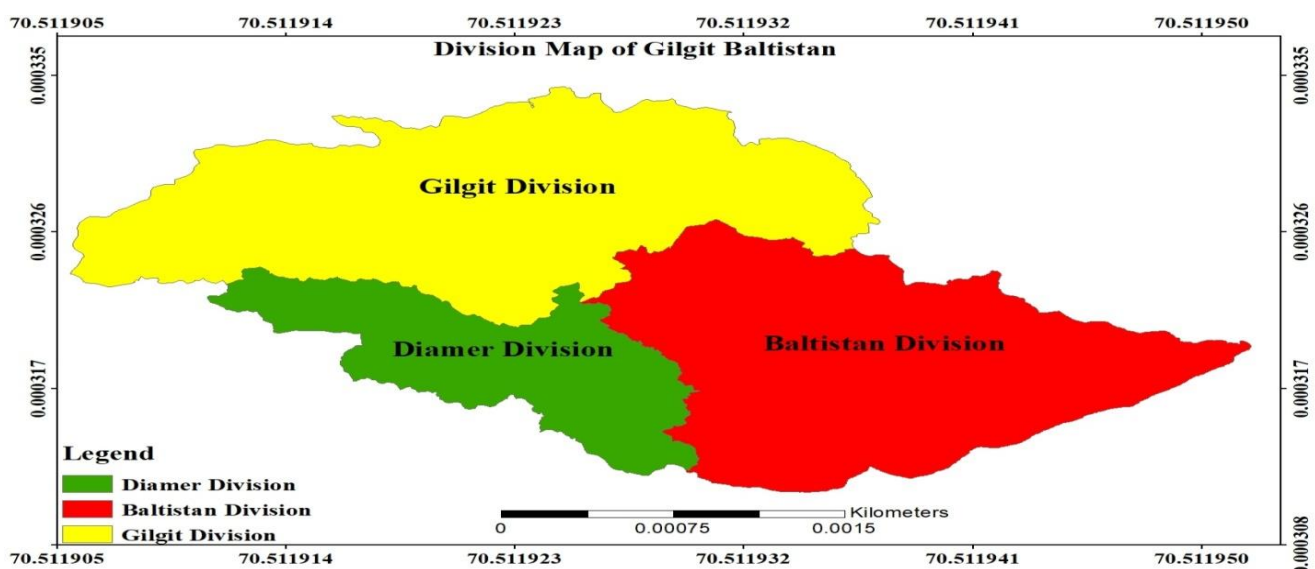 70.511905 70.511914 70.511923 70.511932 70.511941 70.511950
Division Map of Gilgit Baltistan
0.000335 0.000335
Gilgit Division
0.000326 0.000326
Diamer Division Baltistan Division
0.000317 0.000317
Legend
Diamer Division
Baltistan Division
Gilgit Division
Kilometers
0 0.00075 0.0015
0.000308
70.511905 70.511914 70.511923 70.511932 70.511941 70.511950